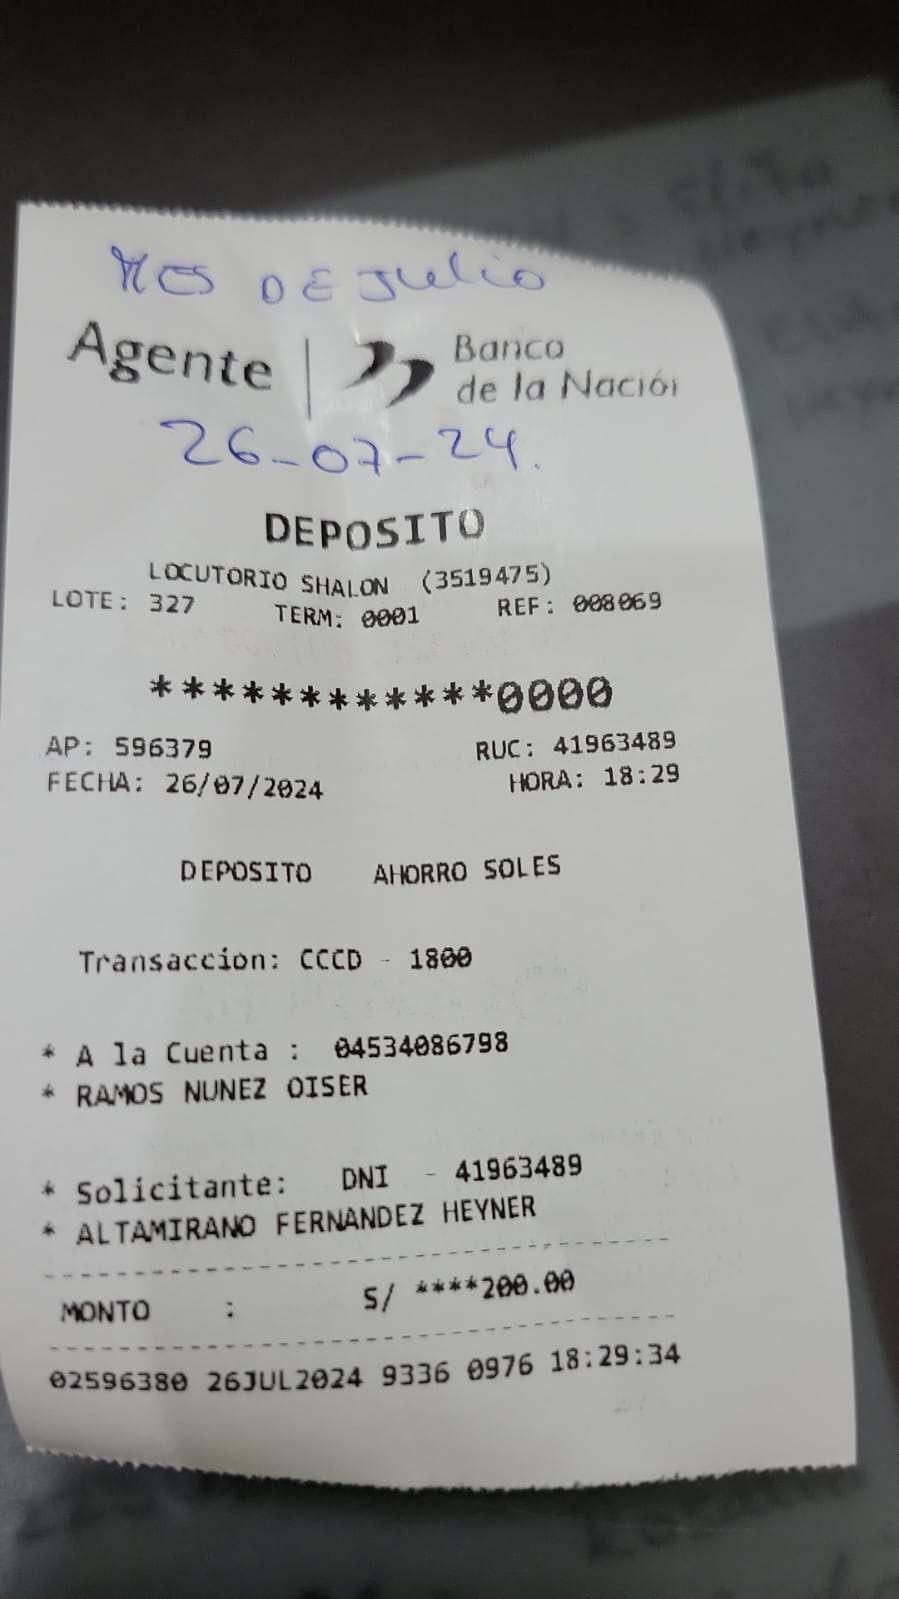 MES DE JULIO
Agente | Banco
de la Nación
26-07-24.
DEPOSITO
LOCUTORIO SHALON (3519475)
LOTE: 327 TERM: 0001 REF: 008069
************0000
AP: 596379 RUC: 41963489
FECHA: 26/07/2024 HORA: 18:29
DEPOSITO AHORRO SOLES
Transaccion: CCCD - 1800
* A la Cuenta : 04534086798
* RAMOS NUNEZ OISER
* Solicitante: DNI - 41963489
* ALTAMIRANO FERNANDEZ HEYNER
MONTO : S/ ****200.00
02596380 26JUL2024 9336 0976 18:29:34